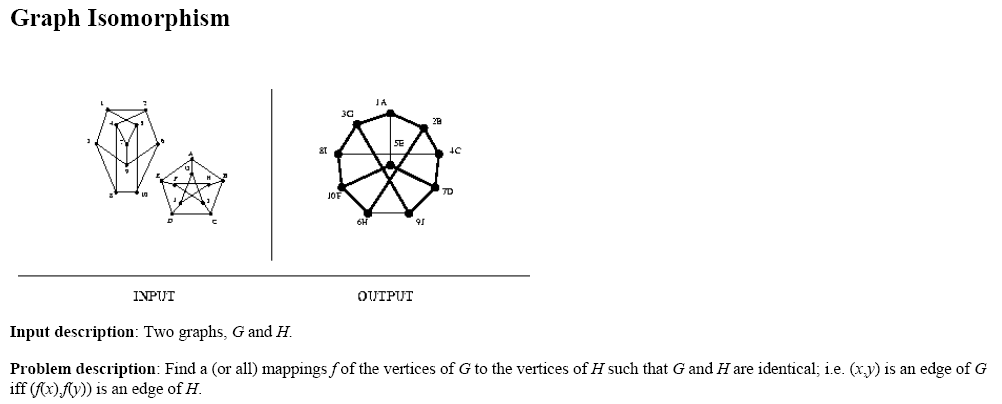 Graph Isomorphism
1 A
3G
2B
5E
8I
4C
10F
7D
6H
9J
INPUT
OUTPUT
Input description: Two graphs, G and H.
Problem description: Find a (or all) mappings f of the vertices of G to the vertices of H such that G and H are identical; i.e. (x,y) is an edge of G
iff (f(x),f(y)) is an edge of H.